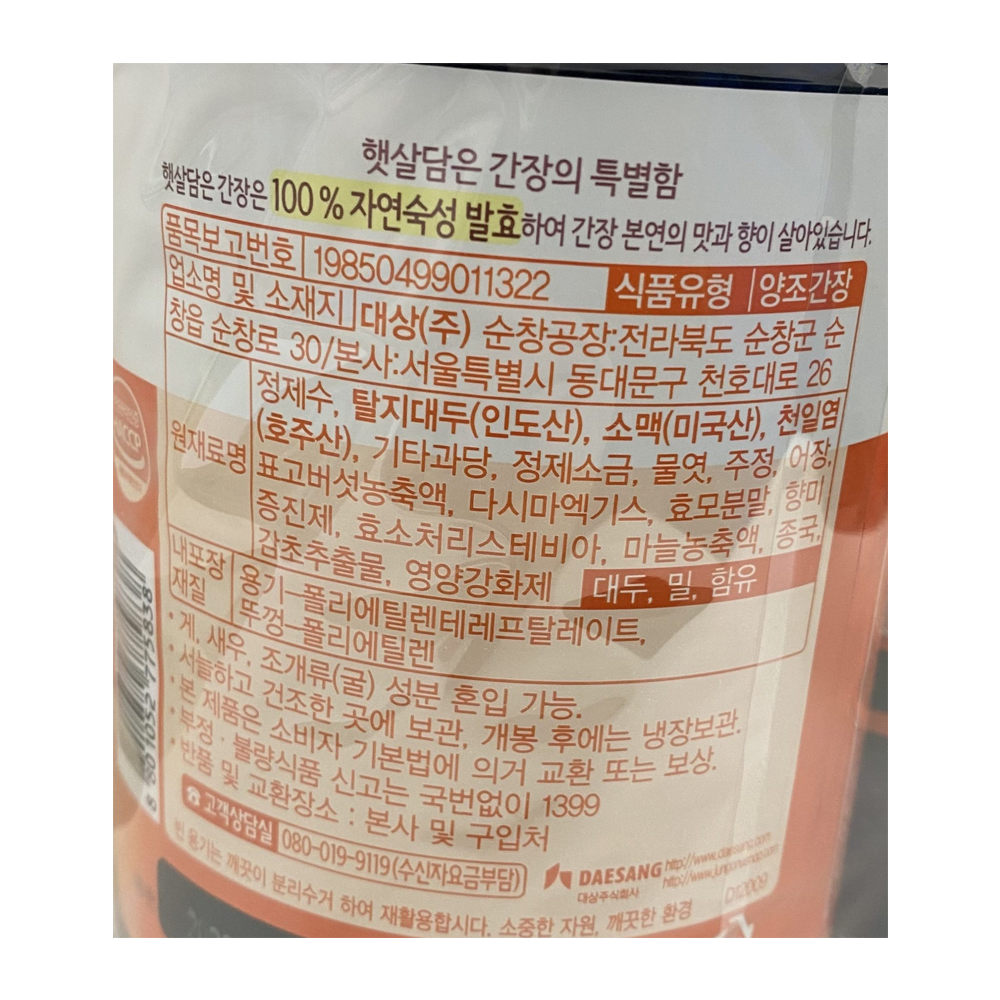 햇살담은 간장의 특별함
햇살담은 간장은 100 % 자연숙성 발효하여 간장 본연의 맛과 향이 살아있습니다.
품목보고번호 19850499011322 식품유형 양조간장
업소명 및 소재지 대상(주) 순창공장:전라북도 순창군 순
창읍 순창로 30/본사:서울특별시 동대문구 천호대로 26
원재료명
정제수, 탈지대두(인도산), 소맥(미국산), 천일염
(호주산), 기타과당, 정제소금, 물엿, 주정, 어장,
표고버섯농축액, 다시마엑기스, 효모분말, 향미
증진제, 효소처리스테비아, 마늘농축액, 종국,
감초추출물, 영양강화제 대두, 밀, 함유
내포장
재질
용기-폴리에틸렌테레프탈레이트,
뚜껑-폴리에틸렌
· 게, 새우, 조개류(굴) 성분 혼입 가능.
· 서늘하고 건조한 곳에 보관, 개봉 후에는 냉장보관.
· 본 제품은 소비자 기본법에 의거 교환 또는 보상.
· 부정 · 불량식품 신고는 국번없이 1399
· 반품 및 교환장소 : 본사 및 구입처
☎ 고객상담실 080-019-9119(수신자요금부담)
DAESANG
대상주식회사
http://www.daesang.com
빈 용기는 깨끗이 분리수거 하여 재활용합시다. 소중한 자원, 깨끗한 환경
D12009
8 801052 775838